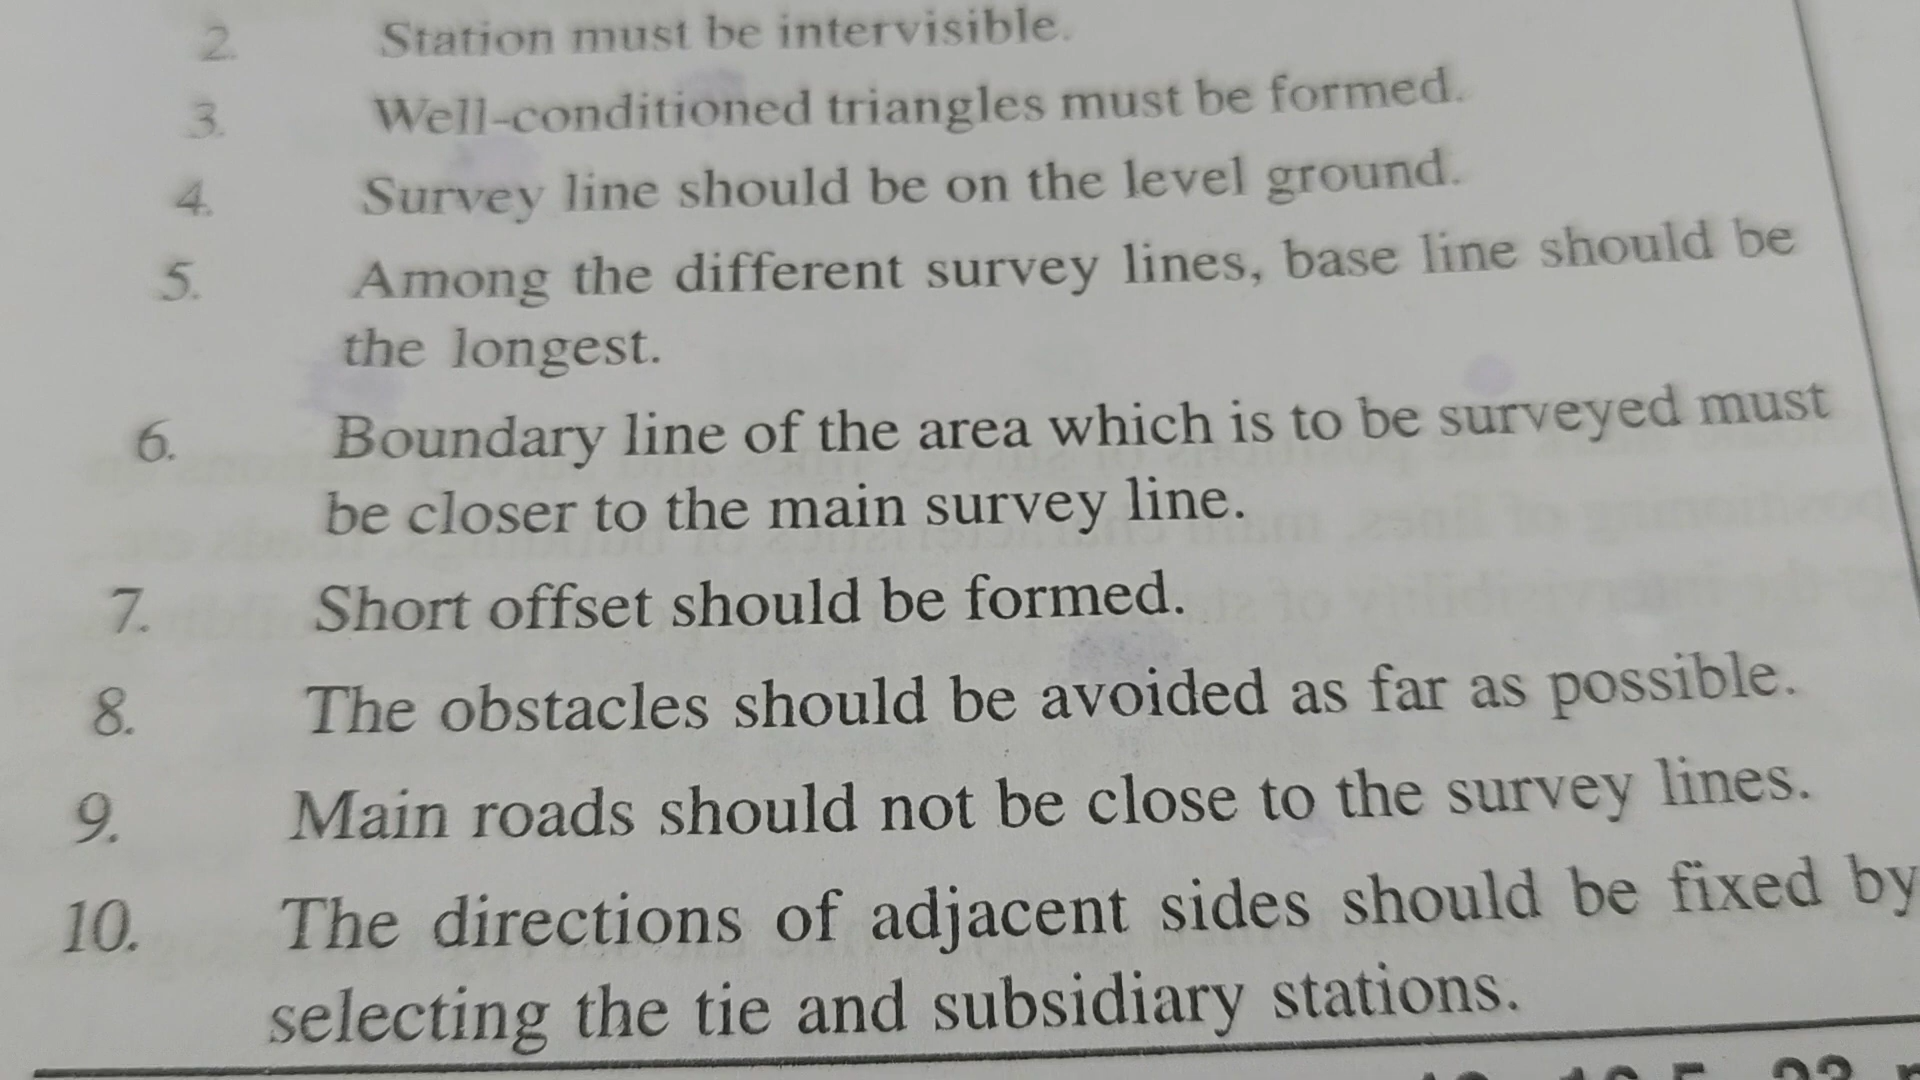 2. Station must be intervisible.
3. Well-conditioned triangles must be formed.
4. Survey line should be on the level ground.
5. Among the different survey lines, base line should be
the longest.
6. Boundary line of the area which is to be surveyed must
be closer to the main survey line.
7. Short offset should be formed.
8. The obstacles should be avoided as far as possible.
9. Main roads should not be close to the survey lines.
10. The directions of adjacent sides should be fixed by
selecting the tie and subsidiary stations.